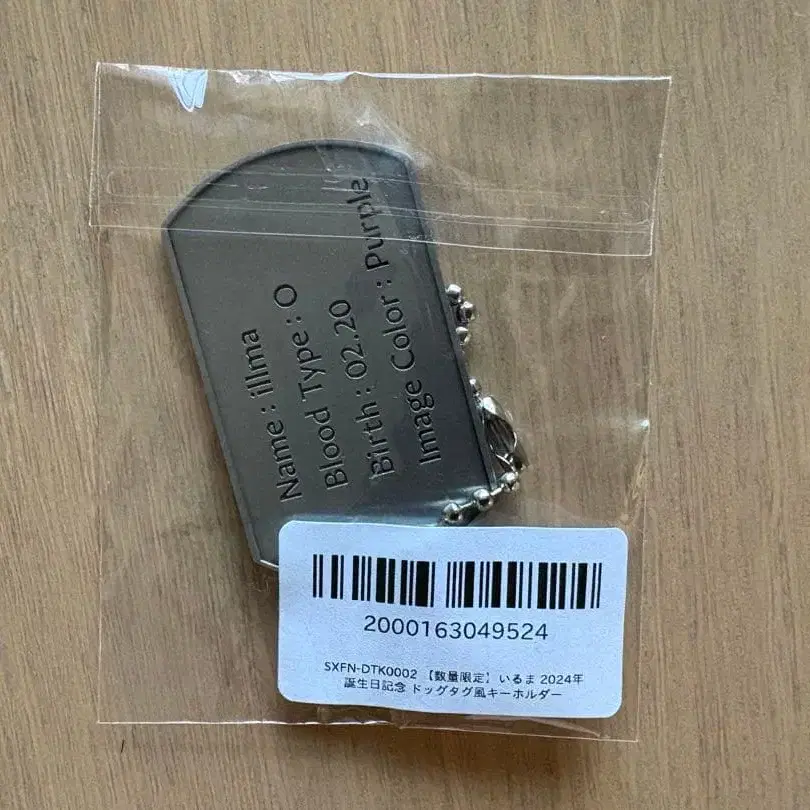 Name : illma
Blood Type : O
Birth : 02.20
Image Color : Purple
2000163049524
SXFN-DTK0002 【数量限定】いるま 2024年
誕生日記念 ドッグタグ風キーホルダー